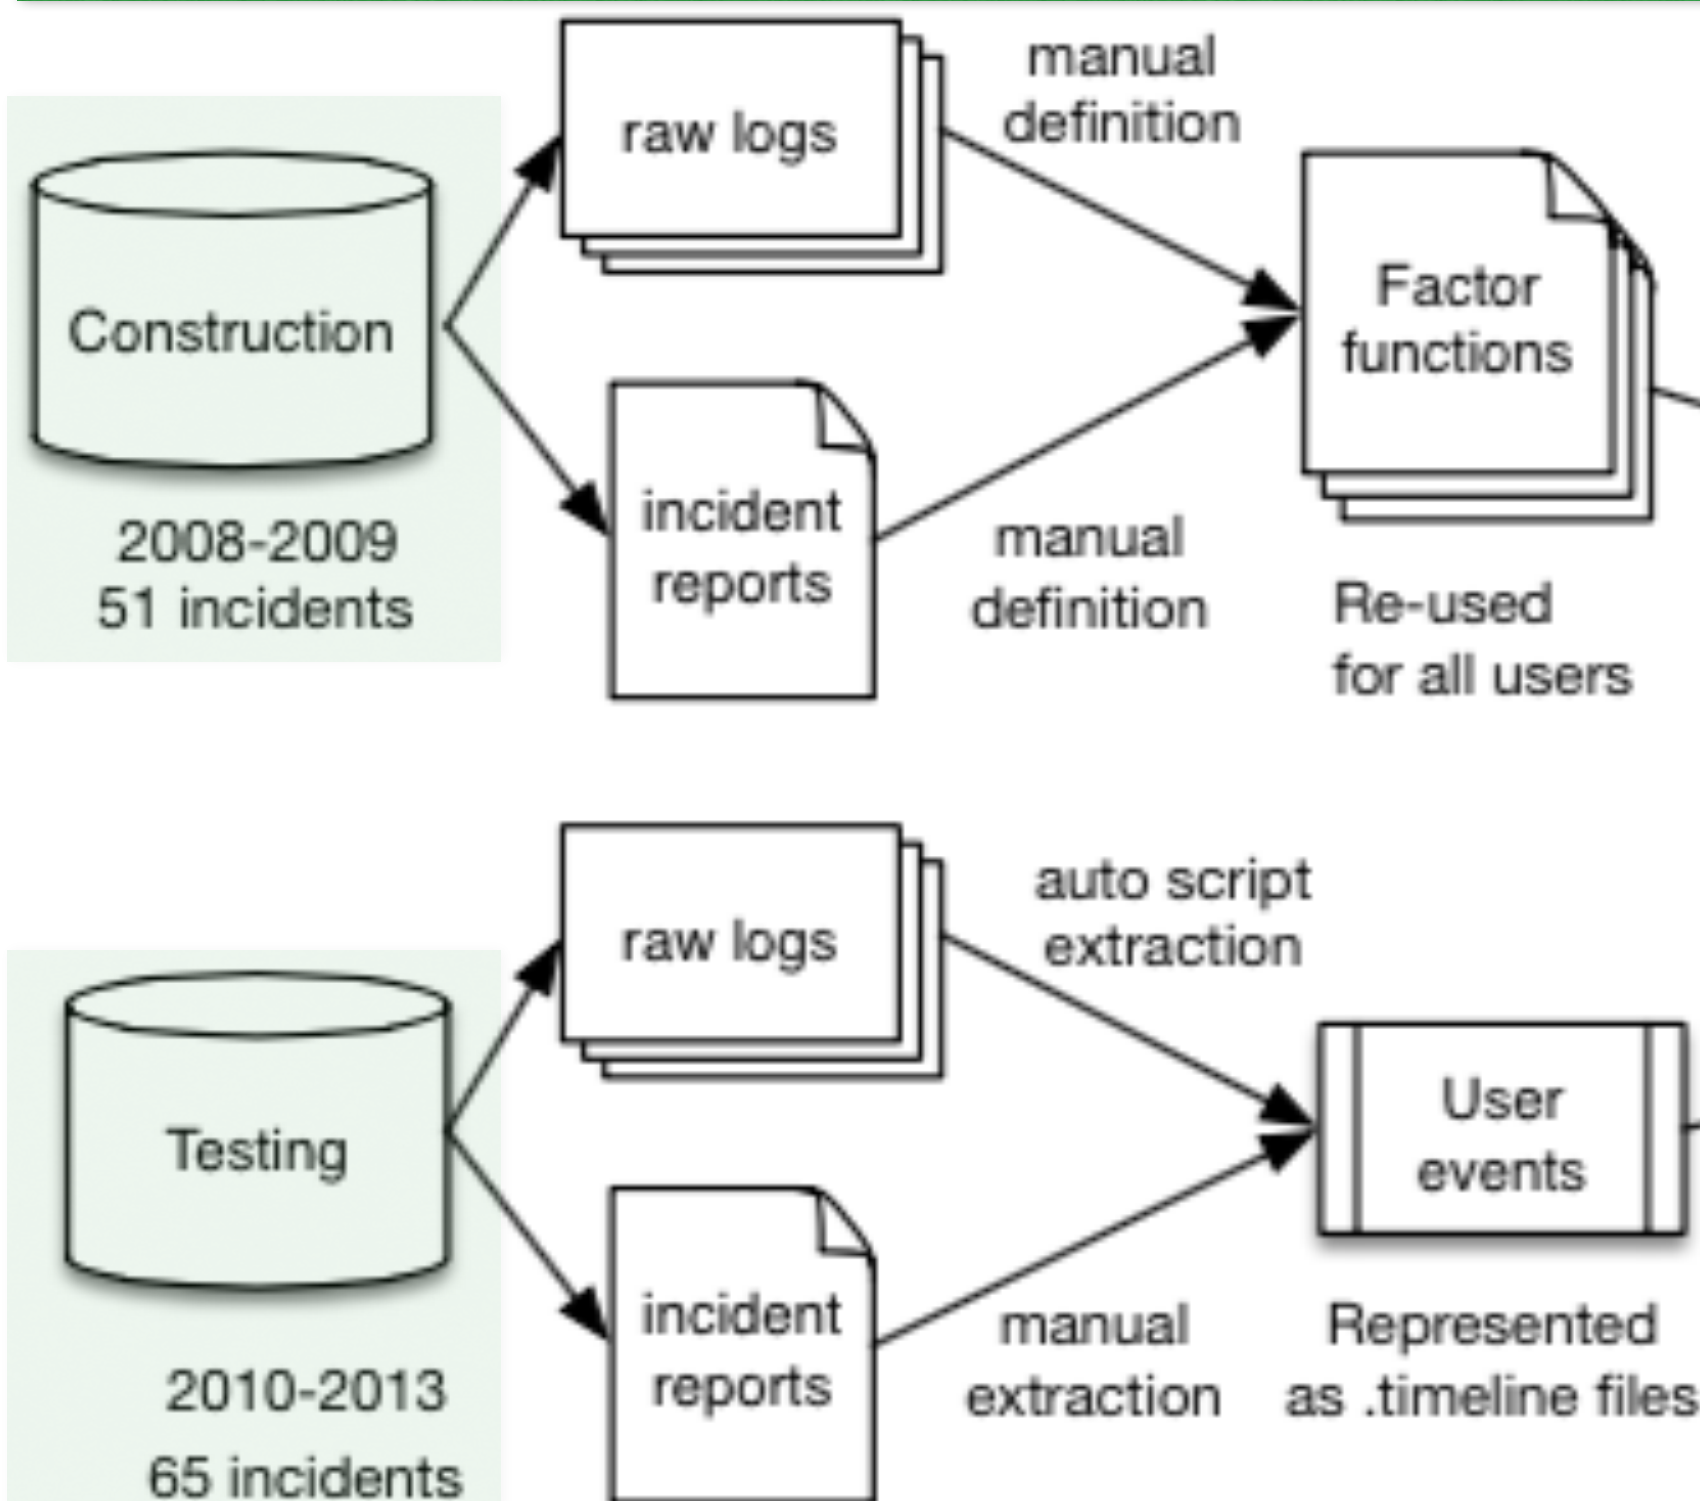 raw logs
manual
definition
Construction
2008-2009
51 incidents
incident
reports
manual
definition
Factor
functions
Re-used
for all users
raw logs
auto script
extraction
Testing
2010-2013
65 incidents
incident
reports
manual
extraction
User
events
Represented
as .timeline files